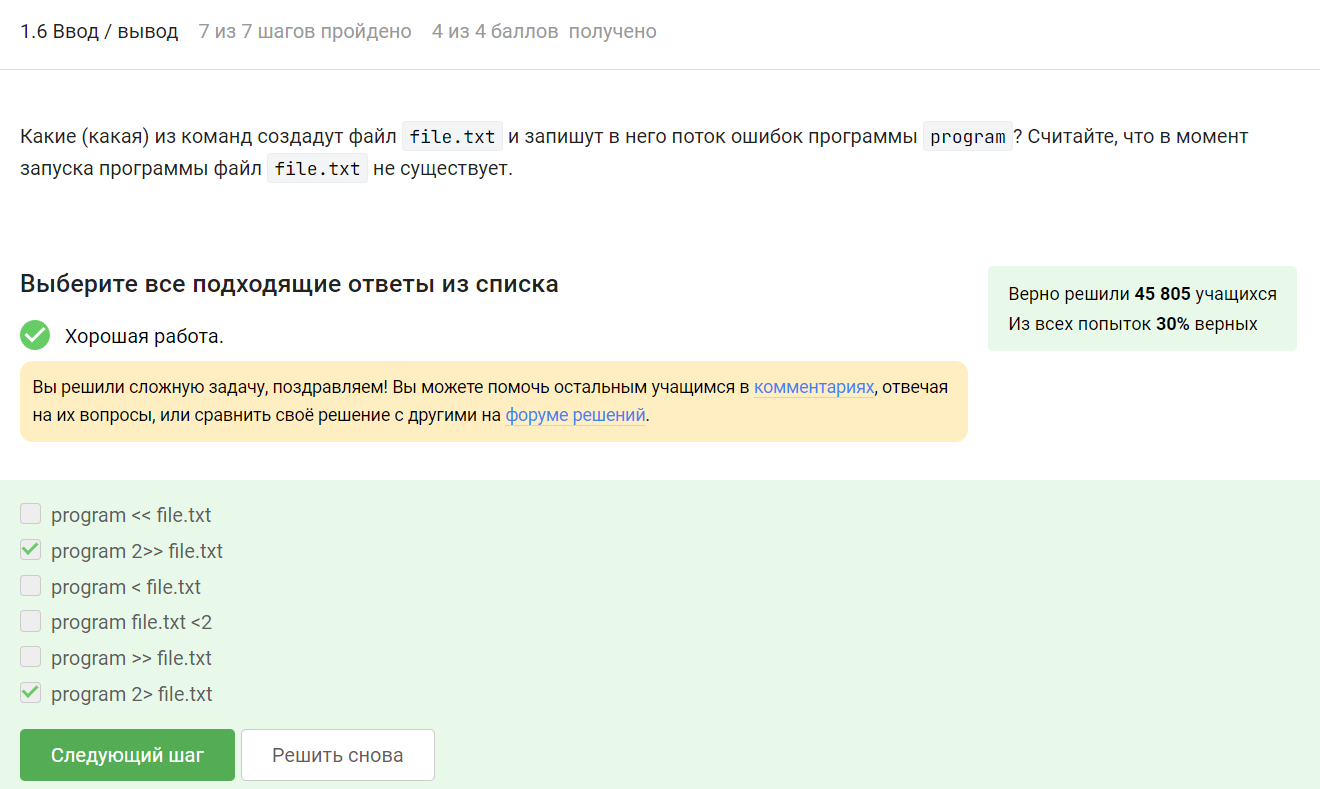 1.6 Ввод / вывод 7 из 7 шагов пройдено 4 из 4 баллов получено
Какие (какая) из команд создадут файл file.txt и запишут в него поток ошибок программы program? Считайте, что в момент
запуска программы файл file.txt не существует.
Выберите все подходящие ответы из списка
Верно решили 45 805 учащихся
Из всех попыток 30% верных
Хорошая работа.
Вы решили сложную задачу, поздравляем! Вы можете помочь остальным учащимся в комментариях, отвечая
на их вопросы, или сравнить своё решение с другими на форуме решений.
program << file.txt
program 2>> file.txt
program < file.txt
program file.txt <2
program >> file.txt
program 2> file.txt
Следующий шаг Решить снова